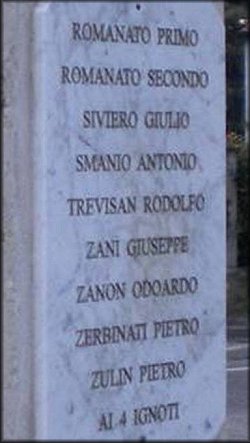 ROMANATO PRIMO
ROMANATO SECONDO
SIVIERO GIULIO
SMANIO ANTONIO
TREVISAN RODOLFO
ZANI GIUSEPPE
ZANON ODOARDO
ZERBINATI PIETRO
ZULIN PIETRO
AI 4 IGNOTI